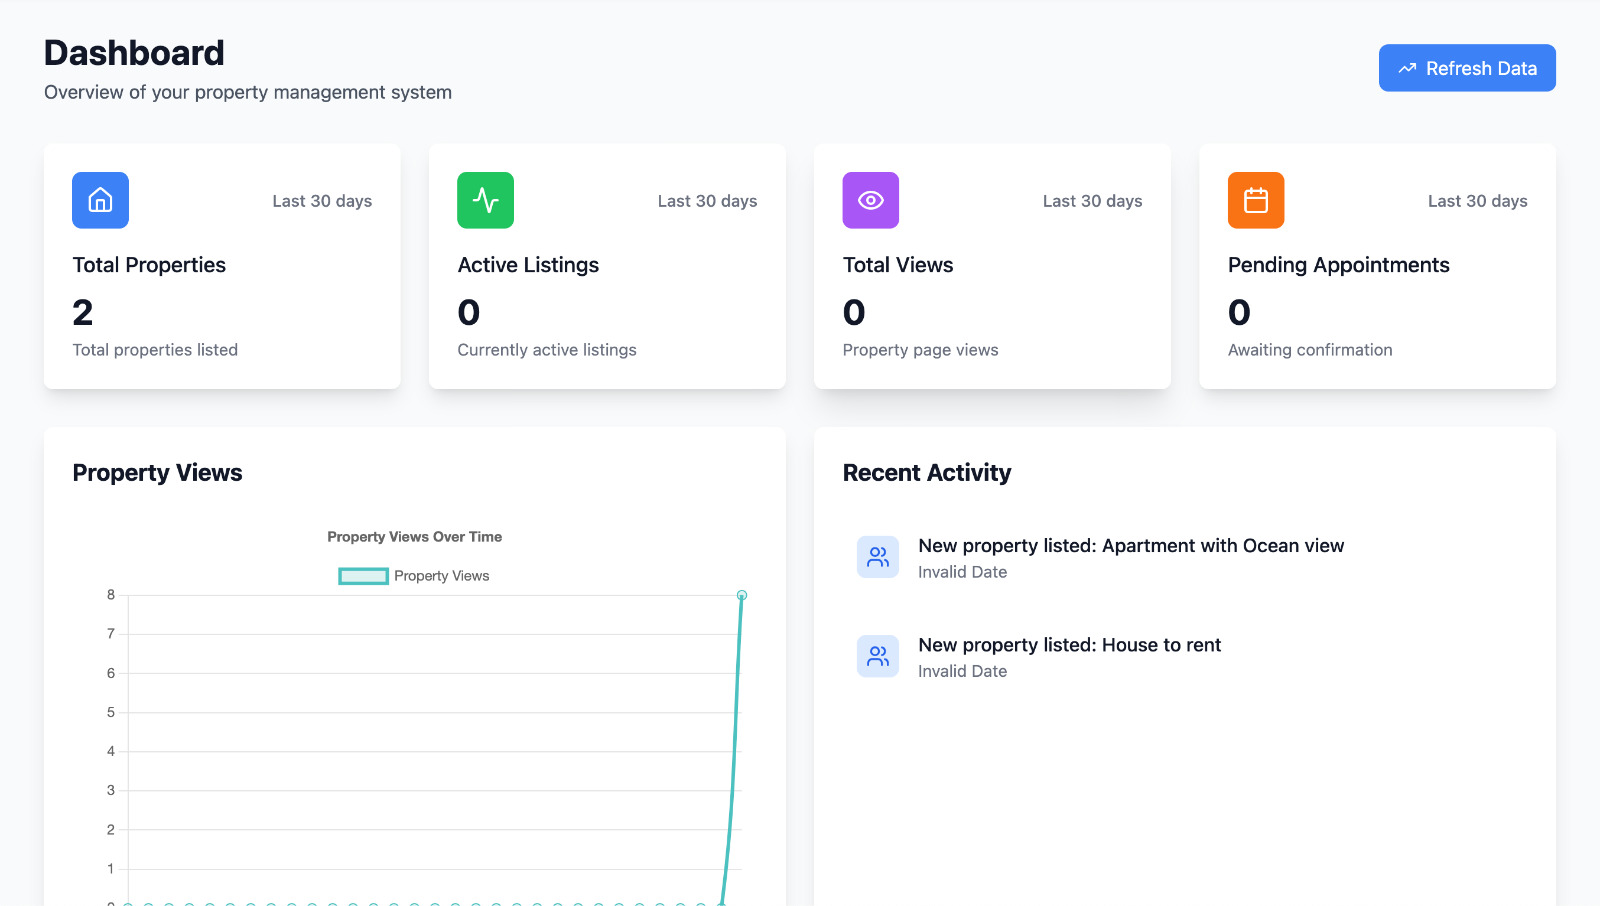 Dashboard
Overview of your property management system
Refresh Data
Last 30 days
Total Properties
2
Total properties listed
Last 30 days
Active Listings
0
Currently active listings
Last 30 days
Total Views
0
Property page views
Last 30 days
Pending Appointments
0
Awaiting confirmation
Property Views
Property Views Over Time
Property Views
8
7
6
5
4
3
2
1
Recent Activity
New property listed: Apartment with Ocean view
Invalid Date
New property listed: House to rent
Invalid Date